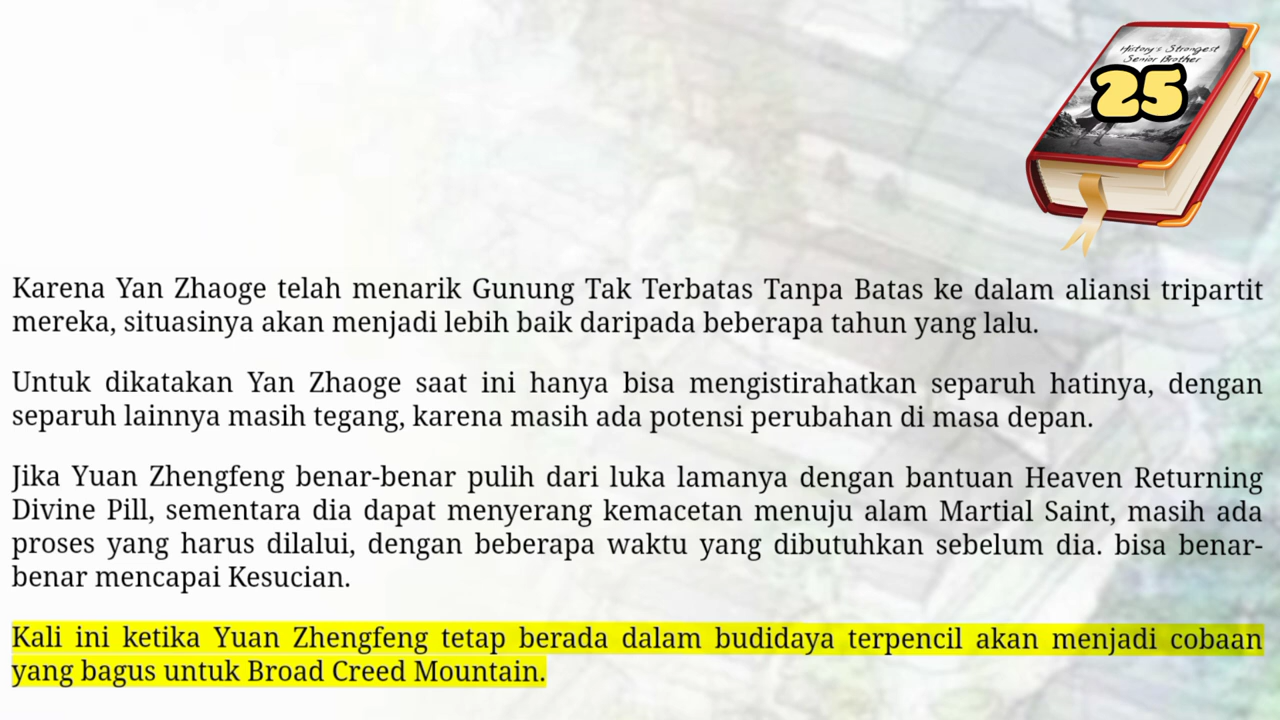 History's Strongest
Senior Brother
25
Karena Yan Zhaoge telah menarik Gunung Tak Terbatas Tanpa Batas ke dalam aliansi tripartit
mereka, situasinya akan menjadi lebih baik daripada beberapa tahun yang lalu.
Untuk dikatakan Yan Zhaoge saat ini hanya bisa mengistirahatkan separuh hatinya, dengan
separuh lainnya masih tegang, karena masih ada potensi perubahan di masa depan.
Jika Yuan Zhengfeng benar-benar pulih dari luka lamanya dengan bantuan Heaven Returning
Divine Pill, sementara dia dapat menyerang kemacetan menuju alam Martial Saint, masih ada
proses yang harus dilalui, dengan beberapa waktu yang dibutuhkan sebelum dia. bisa benar-
benar mencapai Kesucian.
Kali ini ketika Yuan Zhengfeng tetap berada dalam budidaya terpencil akan menjadi cobaan
yang bagus untuk Broad Creed Mountain.